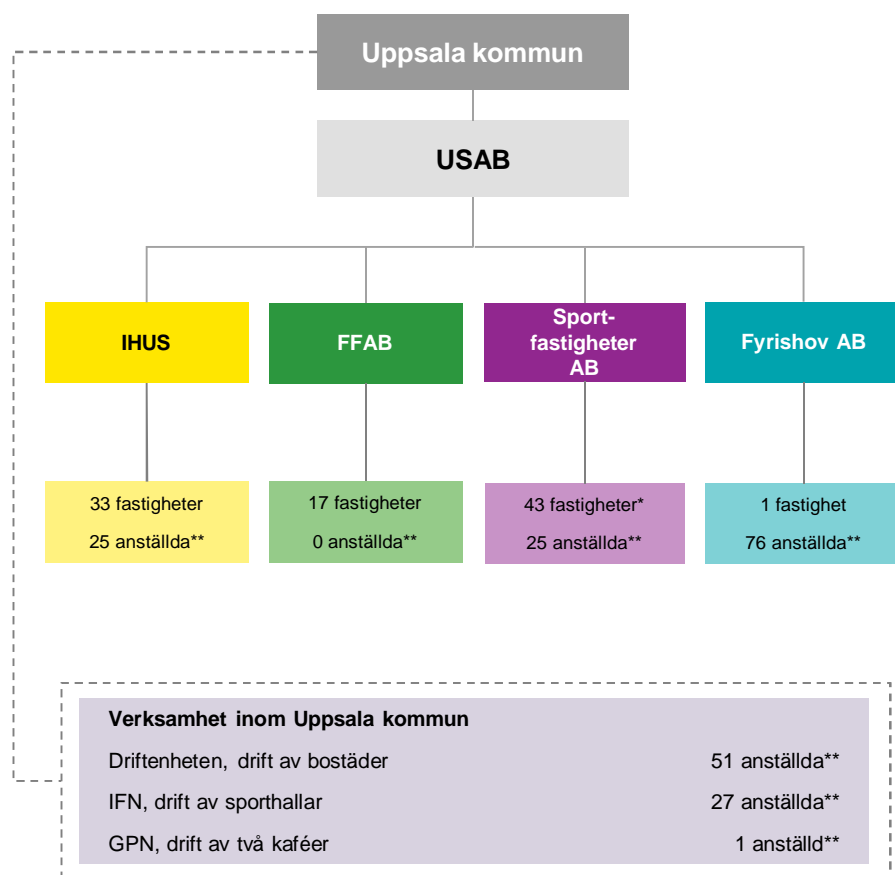 Uppsala kommun
USAB
IHUS
FFAB
Sport-
fastigheter
AB
Fyrishov AB
33 fastigheter
25 anställda**
17 fastigheter
0 anställda**
43 fastigheter*
25 anställda**
1 fastighet
76 anställda**
Verksamhet inom Uppsala kommun
Driftenheten, drift av bostäder 51 anställda**
IFN, drift av sporthallar 27 anställda**
GPN, drift av två kaféer 1 anställd**